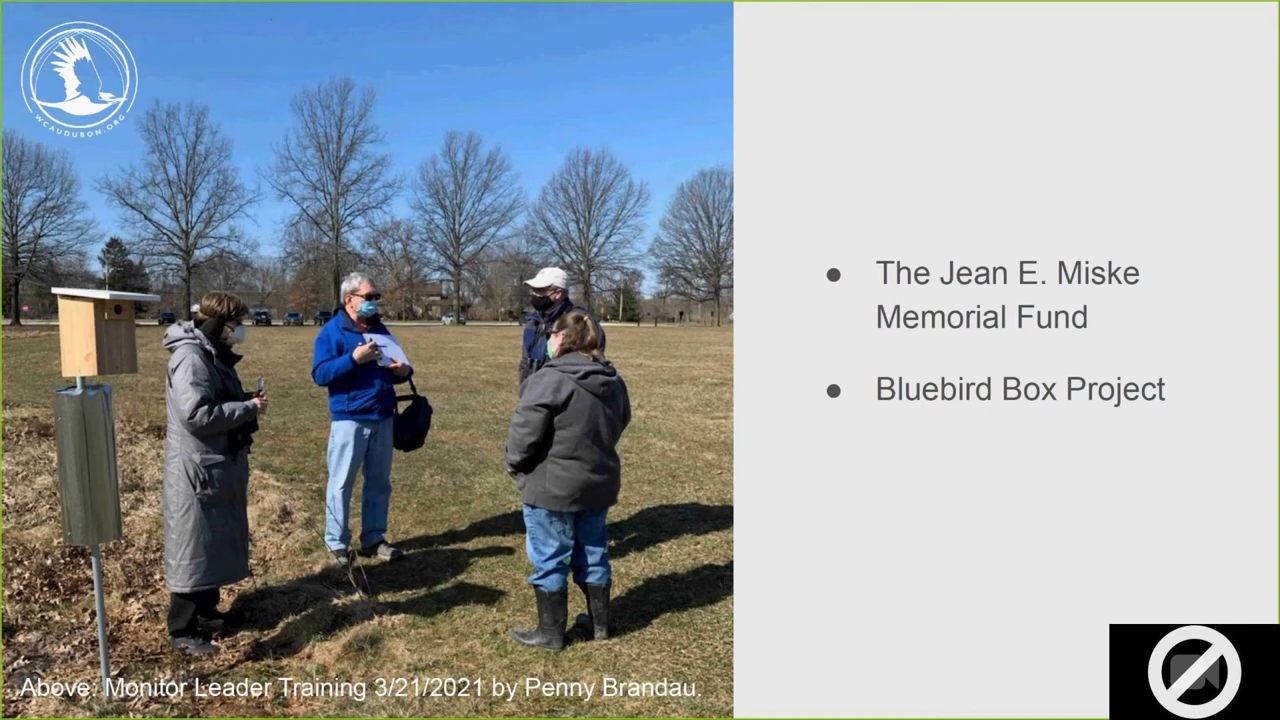 WCAUDUBON.ORG
The Jean E. Miske
Memorial Fund
Bluebird Box Project
Above: Monitor Leader Training 3/21/2021 by Penny Brandau.